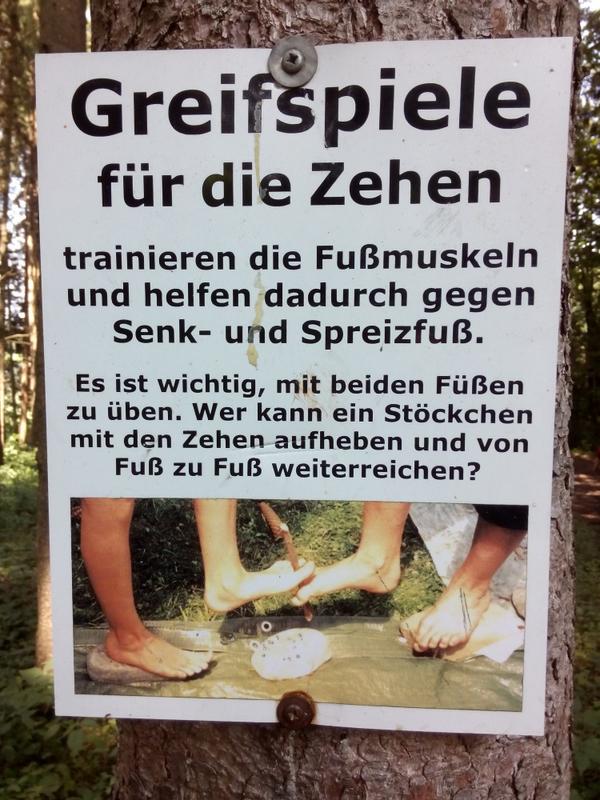 Greifspiele
für die Zehen
trainieren die Fußmuskeln
und helfen dadurch gegen
Senk- und Spreizfuß.
Es ist wichtig, mit beiden Füßen
zu üben. Wer kann ein Stöckchen
mit den Zehen aufheben und von
Fuß zu Fuß weiterreichen?